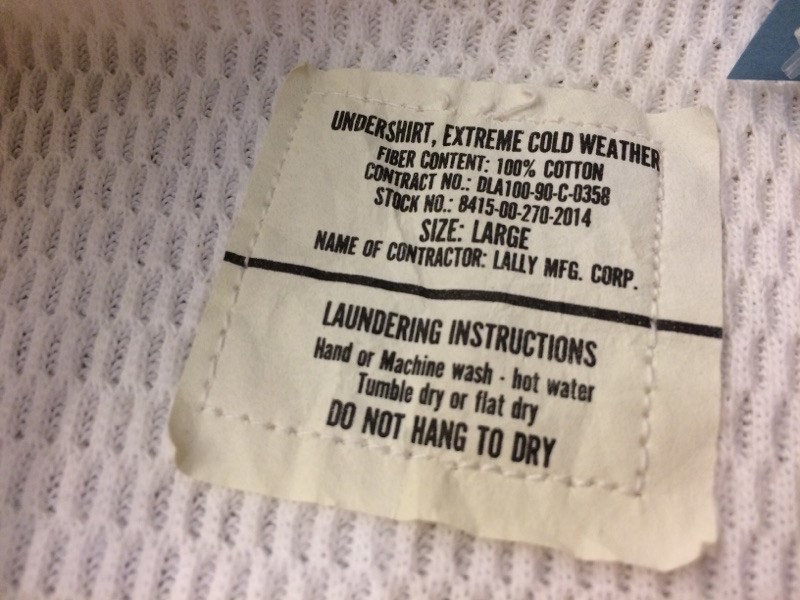 UNDERSHIRT, EXTREME COLD WEATHER
FIBER CONTENT: 100% COTTON
CONTRACT NO.: DLA100-90-C-0358
STOCK NO.: 8415-00-270-2014
SIZE: LARGE
NAME OF CONTRACTOR: LALLY MFG. CORP.
LAUNDERING INSTRUCTIONS
Hand or Machine wash - hot water
Tumble dry or flat dry
DO NOT HANG TO DRY